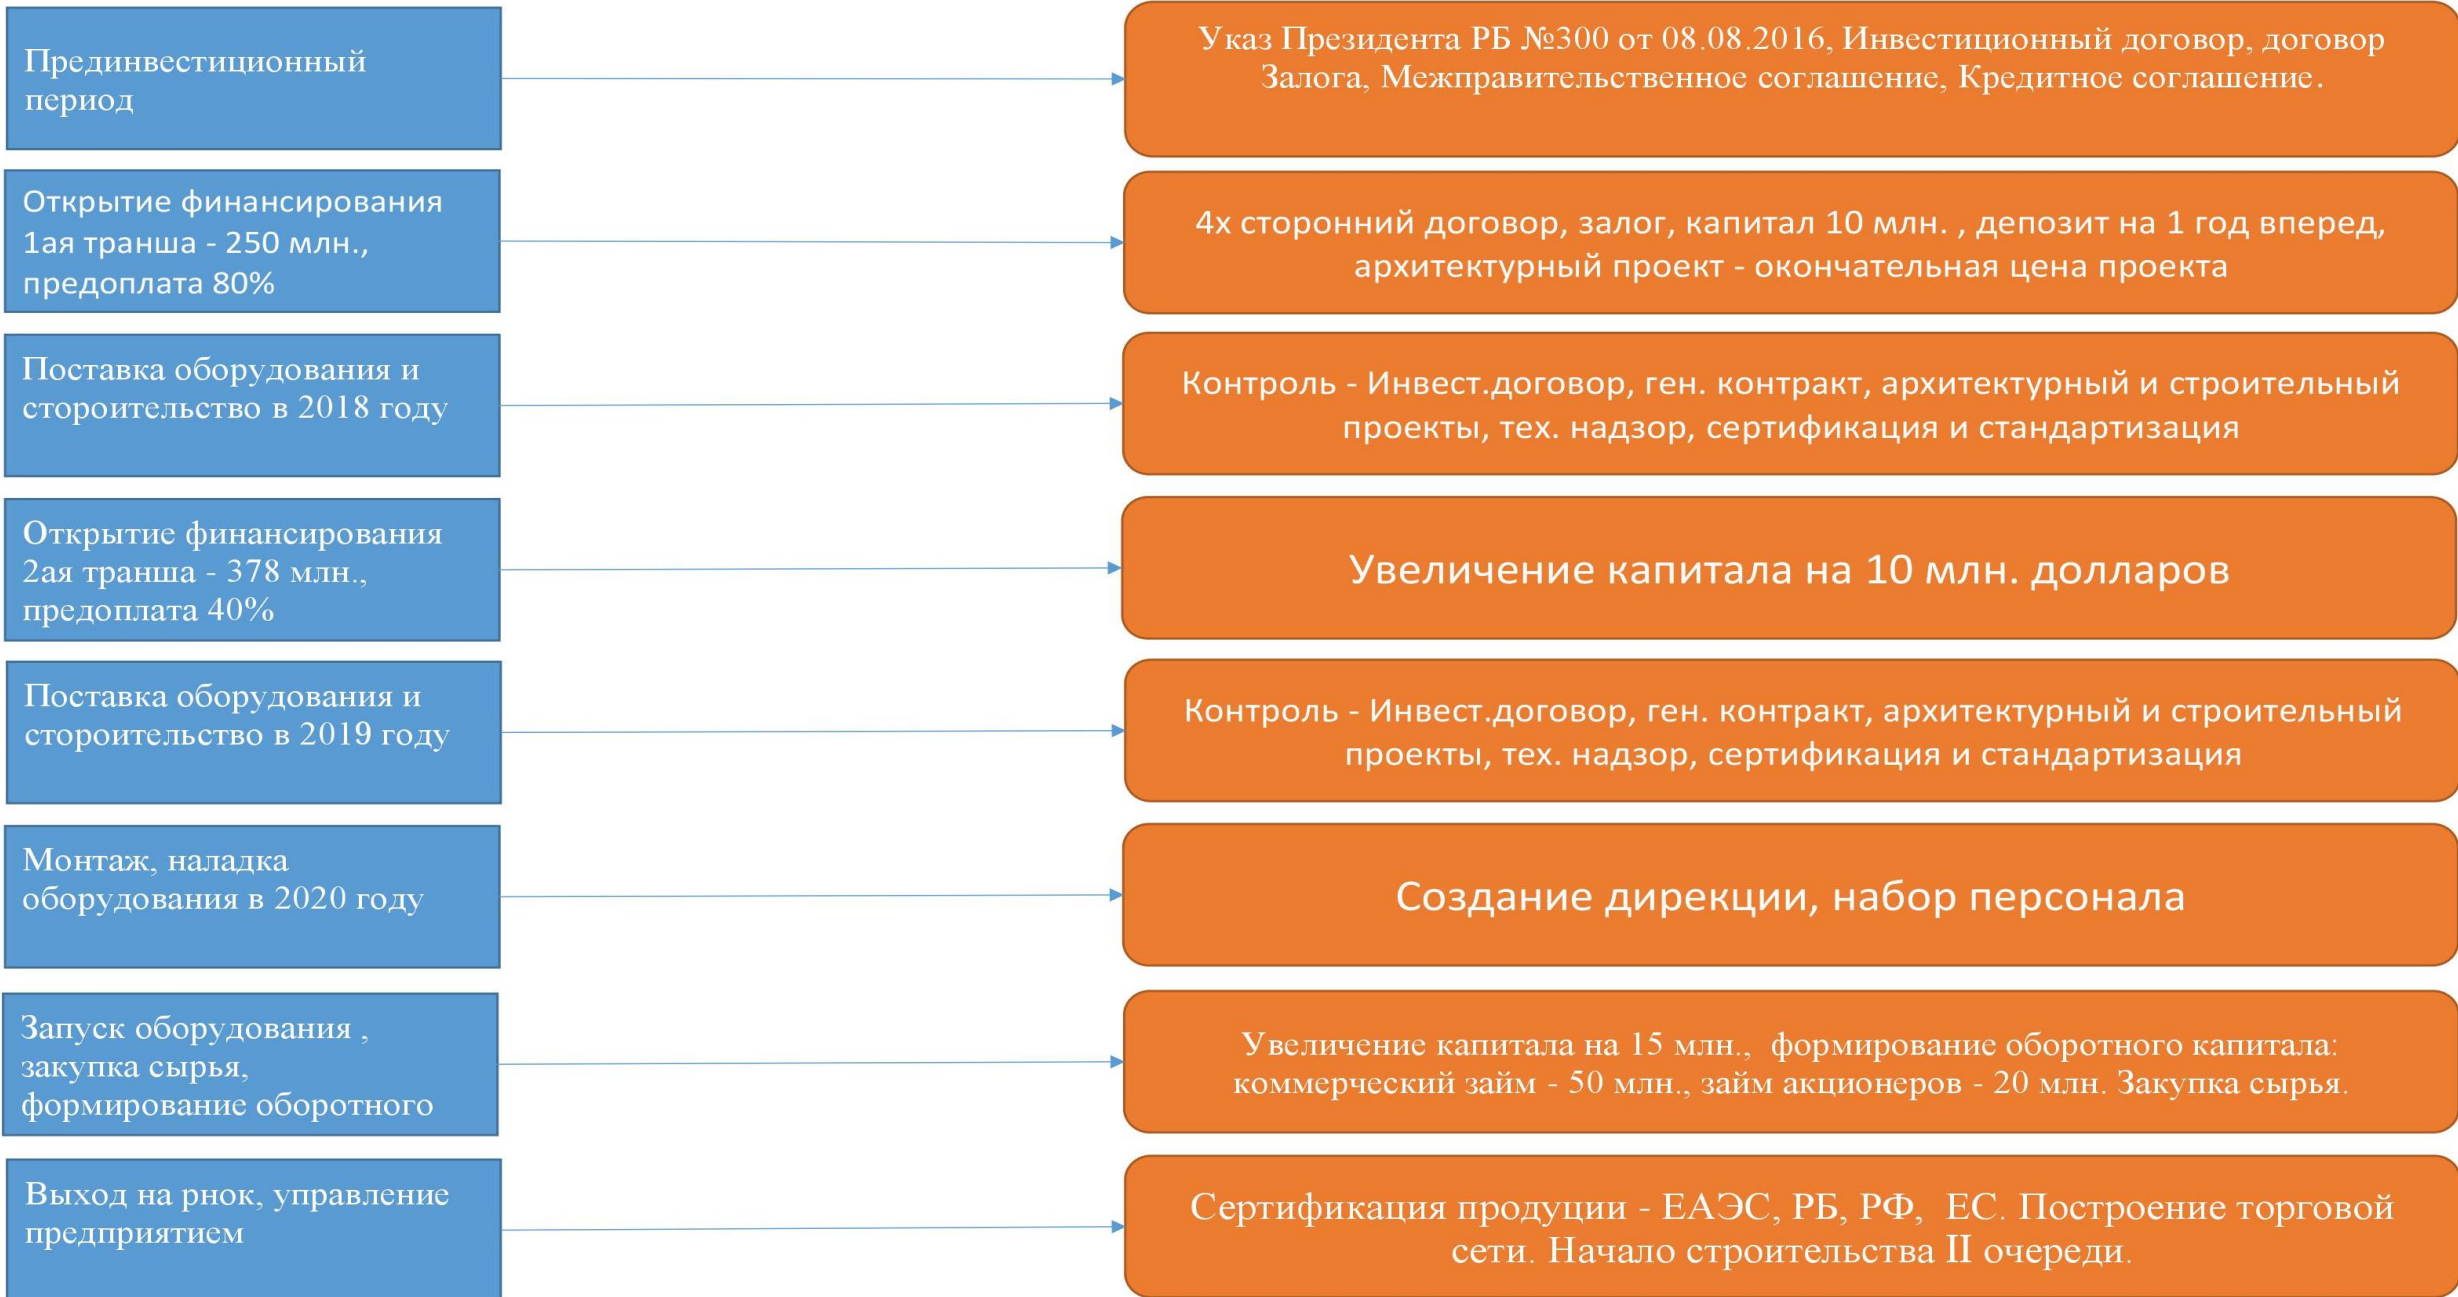 Прединвестиционный
период
Указ Президента РБ №300 от 08.08.2016, Инвестиционный договор, договор
Залога, Межправительственное соглашение, Кредитное соглашение.
Открытие финансирования
1ая транша - 250 млн.,
предоплата 80%
4х сторонний договор, залог, капитал 10 млн. , депозит на 1 год вперед,
архитектурный проект - окончательная цена проекта
Поставка оборудования и
стороительство в 2018 году
Контроль - Инвест.договор, ген. контракт, архитектурный и строительный
проекты, тех. надзор, сертификация и стандартизация
Открытие финансирования
2ая транша - 378 млн.,
предоплата 40%
Увеличение капитала на 10 млн. долларов
Поставка оборудования и
стороительство в 2019 году
Контроль - Инвест.договор, ген. контракт, архитектурный и строительный
проекты, тех. надзор, сертификация и стандартизация
Монтаж, наладка
оборудования в 2020 году
Создание дирекции, набор персонала
Запуск оборудования ,
закупка сырья,
формирование оборотного
Увеличение капитала на 15 млн.,  формирование оборотного капитала:
коммерческий займ - 50 млн., займ акционеров - 20 млн. Закупка сырья.
Выход на рнок, управление
предприятием
Сертификация продуции - ЕАЭС, РБ, РФ,  ЕС. Построение торговой
сети. Начало строительства II очереди.